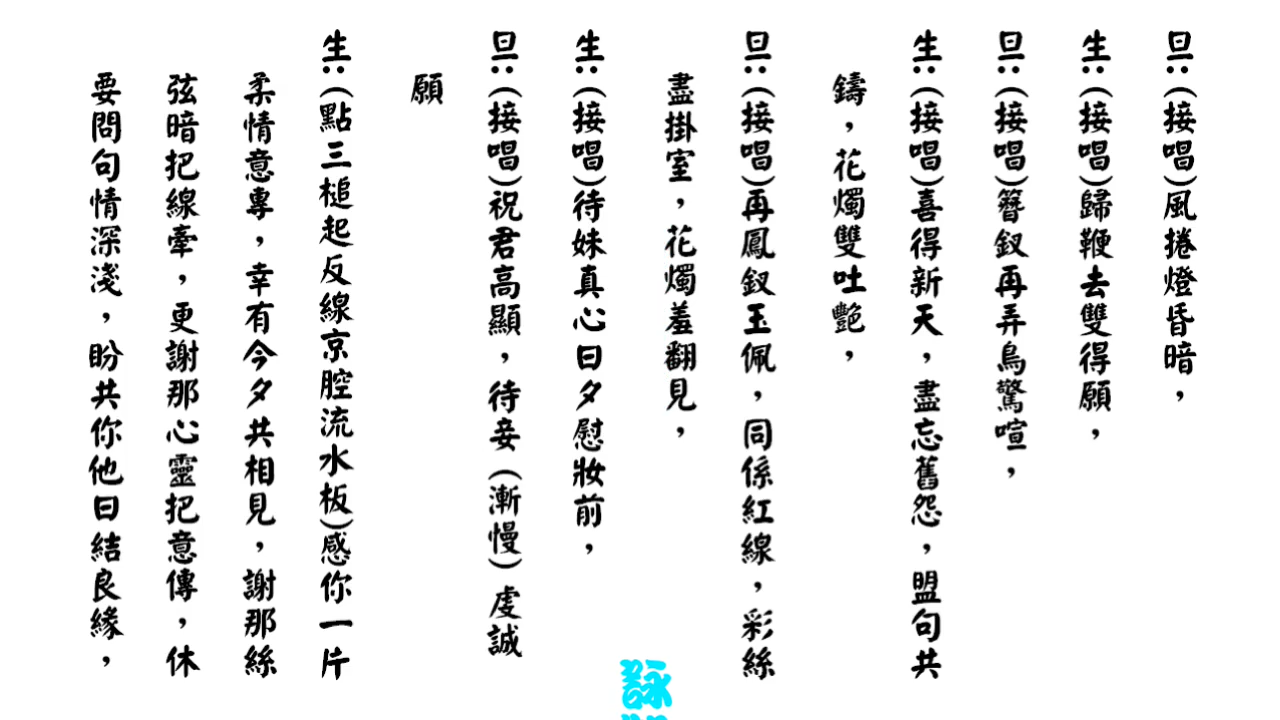 旦:(接唱)風捲燈昏暗，
生:(接唱)歸鞭去雙得願，
旦:(接唱)簪釵再弄鳥驚喧，
生:(接唱)喜得新天，盡忘舊怨，盟句共
鑄，花燭雙吐艷，
旦:(接唱)再鳳釵玉佩，同係紅線，彩絲
盡掛室，花燭羞翻見，
生:(接唱)待妹真心日夕慰妝前，
旦:(接唱)祝君高顯，待妾(漸慢)虔誠
願
生:(點三槌起反線京腔流水板)感你一片
柔情意專，幸有今夕共相見，謝那絲
弦暗把線牽，更謝那心靈把意傳，休
要問句情深淺，盼共你他日結良緣，
詠